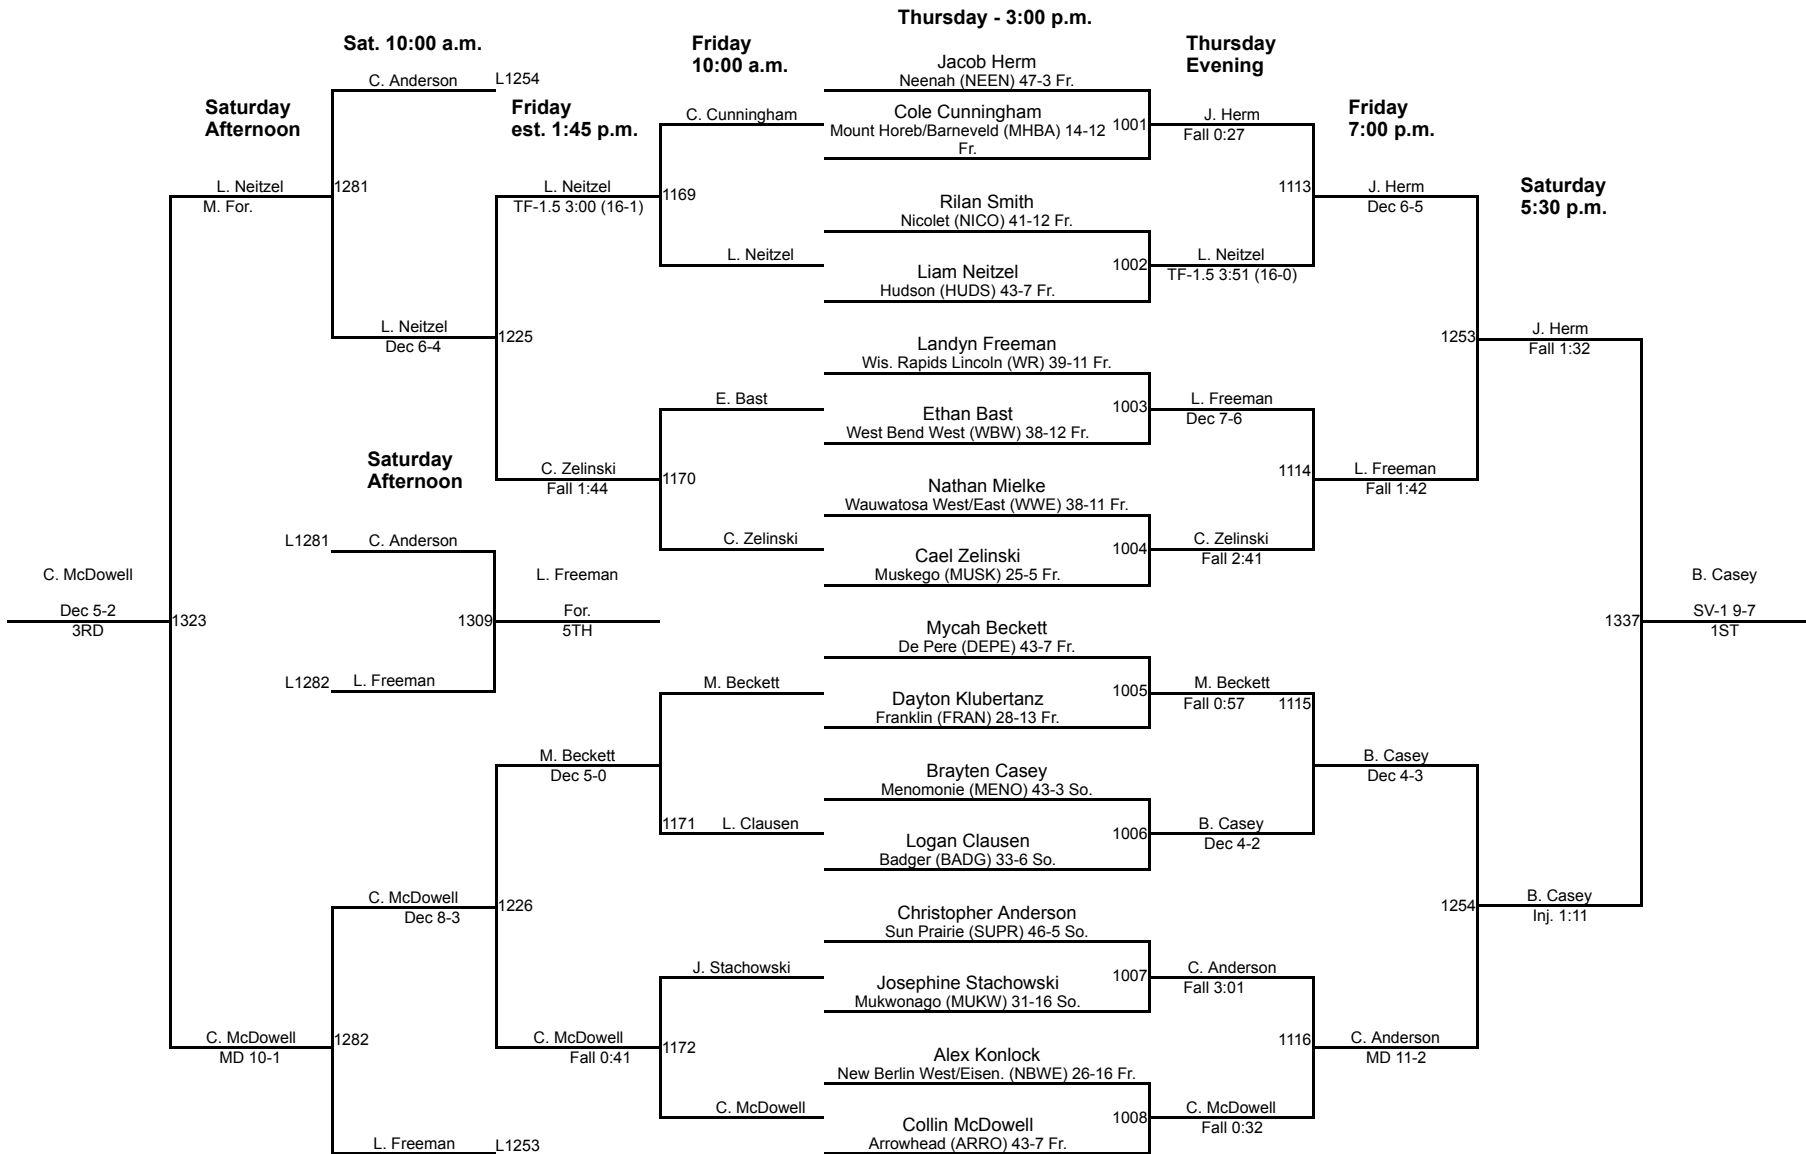 Thursday - 3:00 p.m.
Sat. 10:00 a.m.
Friday
10:00 a.m.
Thursday
Evening
Jacob Herm
Neenah (NEEN) 47-3 Fr.
C. Anderson
L1254
Saturday
Afternoon
Friday
est. 1:45 p.m.
C. Cunningham
Cole Cunningham
Mount Horeb/Barneveld (MHBA) 14-12
Fr.
1001
J. Herm
Fall 0:27
Friday
7:00 p.m.
L. Neitzel
M. For.
1281
L. Neitzel
TF-1.5 3:00 (16-1)
1169
Rilan Smith
Nicolet (NICO) 41-12 Fr.
1113
J. Herm
Dec 6-5
Saturday
5:30 p.m.
L. Neitzel
Liam Neitzel
Hudson (HUDS) 43-7 Fr.
1002
L. Neitzel
TF-1.5 3:51 (16-0)
L. Neitzel
Dec 6-4
1225
Landyn Freeman
Wis. Rapids Lincoln (WR) 39-11 Fr.
1253
J. Herm
Fall 1:32
E. Bast
Ethan Bast
West Bend West (WBW) 38-12 Fr.
1003
L. Freeman
Dec 7-6
Saturday
Afternoon
C. Zelinski
Fall 1:44
1170
Nathan Mielke
Wauwatosa West/East (WWE) 38-11 Fr.
1114
L. Freeman
Fall 1:42
L1281
C. Anderson
C. Zelinski
Cael Zelinski
Muskego (MUSK) 25-5 Fr.
1004
C. Zelinski
Fall 2:41
C. McDowell
Dec 5-2
3RD
1323
1309
L. Freeman
For.
5TH
Mycah Beckett
De Pere (DEPE) 43-7 Fr.
1337
B. Casey
SV-1 9-7
1ST
L1282
L. Freeman
M. Beckett
Dayton Klubertanz
Franklin (FRAN) 28-13 Fr.
1005
M. Beckett
Fall 0:57
1115
M. Beckett
Dec 5-0
Brayten Casey
Menomonie (MENO) 43-3 So.
B. Casey
Dec 4-3
1171
L. Clausen
Logan Clausen
Badger (BADG) 33-6 So.
1006
B. Casey
Dec 4-2
C. McDowell
Dec 8-3
1226
Christopher Anderson
Sun Prairie (SUPR) 46-5 So.
1254
B. Casey
Inj. 1:11
J. Stachowski
Josephine Stachowski
Mukwonago (MUKW) 31-16 So.
1007
C. Anderson
Fall 3:01
C. McDowell
MD 10-1
1282
C. McDowell
Fall 0:41
1172
Alex Konlock
New Berlin West/Eisen. (NBWE) 26-16 Fr.
1116
C. Anderson
MD 11-2
C. McDowell
Collin McDowell
Arrowhead (ARRO) 43-7 Fr.
1008
C. McDowell
Fall 0:32
L. Freeman
L1253